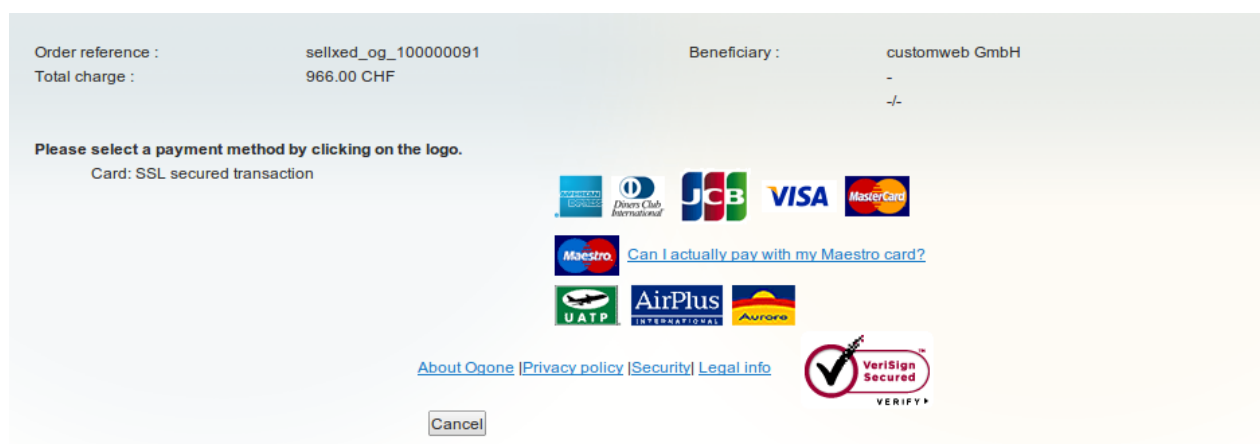 Order reference : sellxed_og_100000091 Beneficiary : customweb GmbH
Total charge : 966.00 CHF -
-/-
Please select a payment method by clicking on the logo.
Card: SSL secured transaction
AMERICAN EXPRESS
Diners Club International
JCB
VISA
MasterCard
Maestro Can I actually pay with my Maestro card?
UATP
AirPlus INTERNATIONAL
Aurore
About Ogone |Privacy policy |Security| Legal info
VeriSign Secured
VERIFY
Cancel